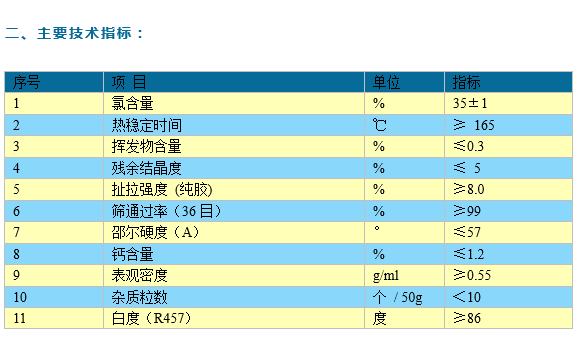 二、主要技术指标：
序号 项 目 单位 指标
1 氯含量 % 35±1
2 热稳定时间 ℃ ≥ 165
3 挥发物含量 % ≤0.3
4 残余结晶度 % ≤ 5
5 扯拉强度 (纯胶) % ≥8.0
6 筛通过率（36目） % ≥99
7 邵尔硬度（A） ° ≤57
8 钙含量 % ≤1.2
9 表观密度 g/ml ≥0.55
10 杂质粒数 个 / 50g ＜10
11 白度（R457） 度 ≥86